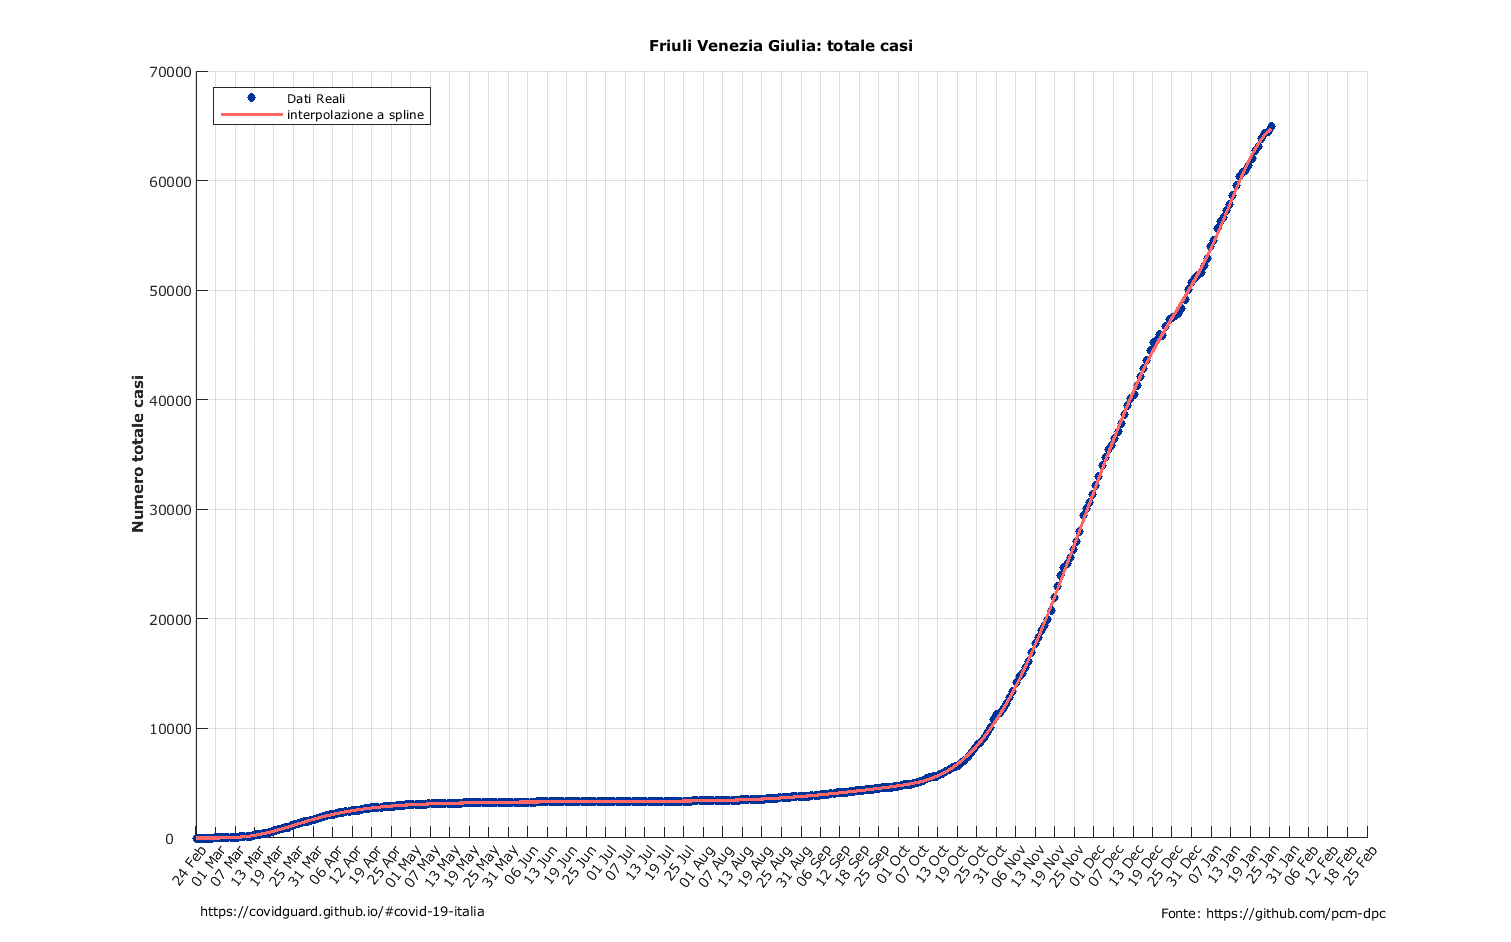 Friuli Venezia Giulia: totale casi
Dati Reali
interpolazione a spline
Numero totale casi
70000
60000
50000
40000
30000
20000
10000
0
24 Feb
01 Mar
07 Mar
13 Mar
19 Mar
25 Mar
31 Mar
06 Apr
12 Apr
19 Apr
25 Apr
01 May
07 May
13 May
19 May
25 May
31 May
06 Jun
13 Jun
19 Jun
25 Jun
01 Jul
07 Jul
13 Jul
19 Jul
25 Jul
01 Aug
07 Aug
13 Aug
19 Aug
25 Aug
31 Aug
06 Sep
12 Sep
18 Sep
25 Sep
01 Oct
07 Oct
13 Oct
19 Oct
25 Oct
31 Oct
06 Nov
13 Nov
19 Nov
25 Nov
01 Dec
07 Dec
13 Dec
19 Dec
25 Dec
31 Dec
07 Jan
13 Jan
19 Jan
25 Jan
31 Jan
06 Feb
12 Feb
18 Feb
25 Feb
https://covidguard.github.io/#covid-19-italia
Fonte: https://github.com/pcm-dpc